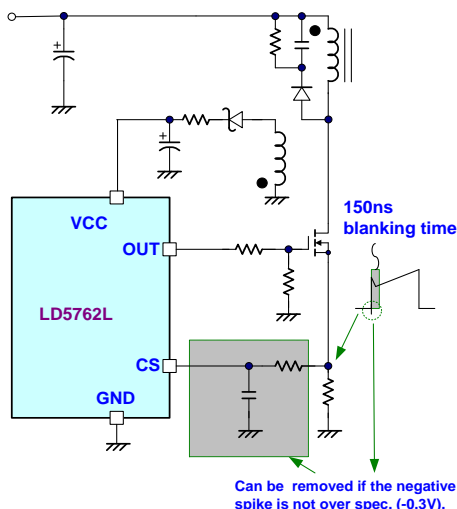 VCC
OUT
LD5762L
CS
GND
150ns
blanking time
Can be removed if the negative
spike is not over spec. (-0.3V).
+
+